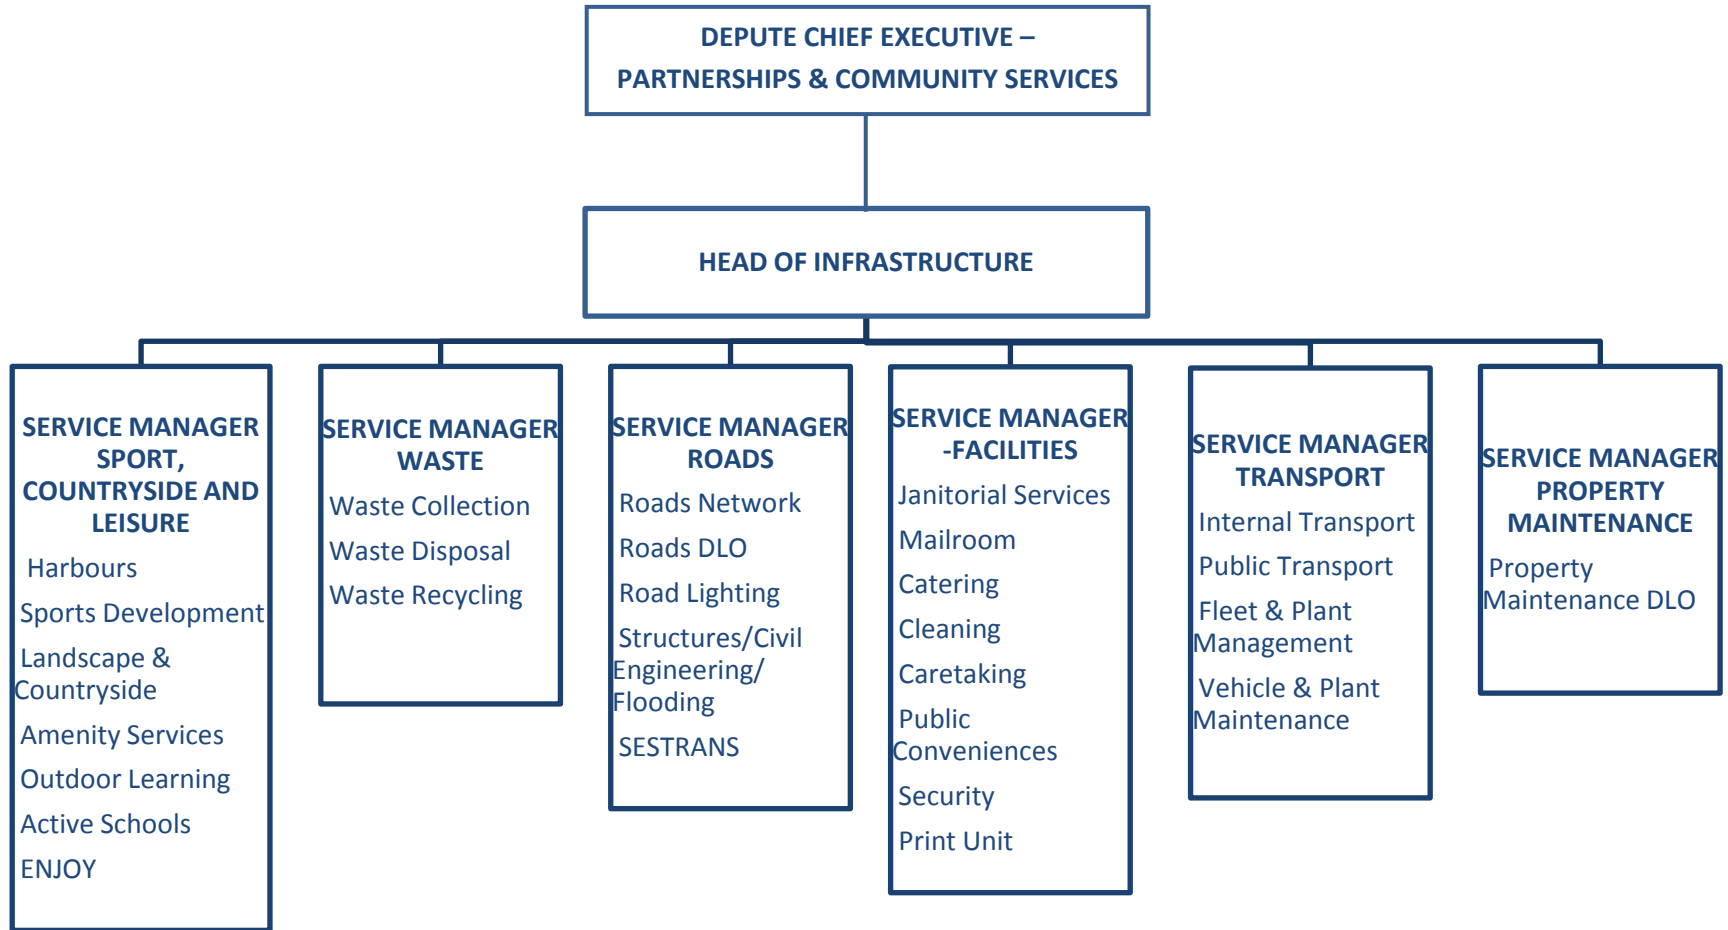 DEPUTE CHIEF EXECUTIVE –
PARTNERSHIPS & COMMUNITY SERVICES
HEAD OF INFRASTRUCTURE
SERVICE MANAGER
SPORT,
COUNTRYSIDE AND
LEISURE
Harbours
Sports Development
Landscape &
Countryside
Amenity Services
Outdoor Learning
Active Schools
ENJOY
SERVICE MANAGER
WASTE
Waste Collection
Waste Disposal
Waste Recycling
SERVICE MANAGER
ROADS
Roads Network
Roads DLO
Road Lighting
Structures/Civil
Engineering/
Flooding
SESTRANS
SERVICE MANAGER
-FACILITIES
Janitorial Services
Mailroom
Catering
Cleaning
Caretaking
Public
Conveniences
Security
Print Unit
SERVICE MANAGER
TRANSPORT
Internal Transport
Public Transport
Fleet & Plant
Management
Vehicle & Plant
Maintenance
SERVICE MANAGER
PROPERTY
MAINTENANCE
Property
Maintenance DLO